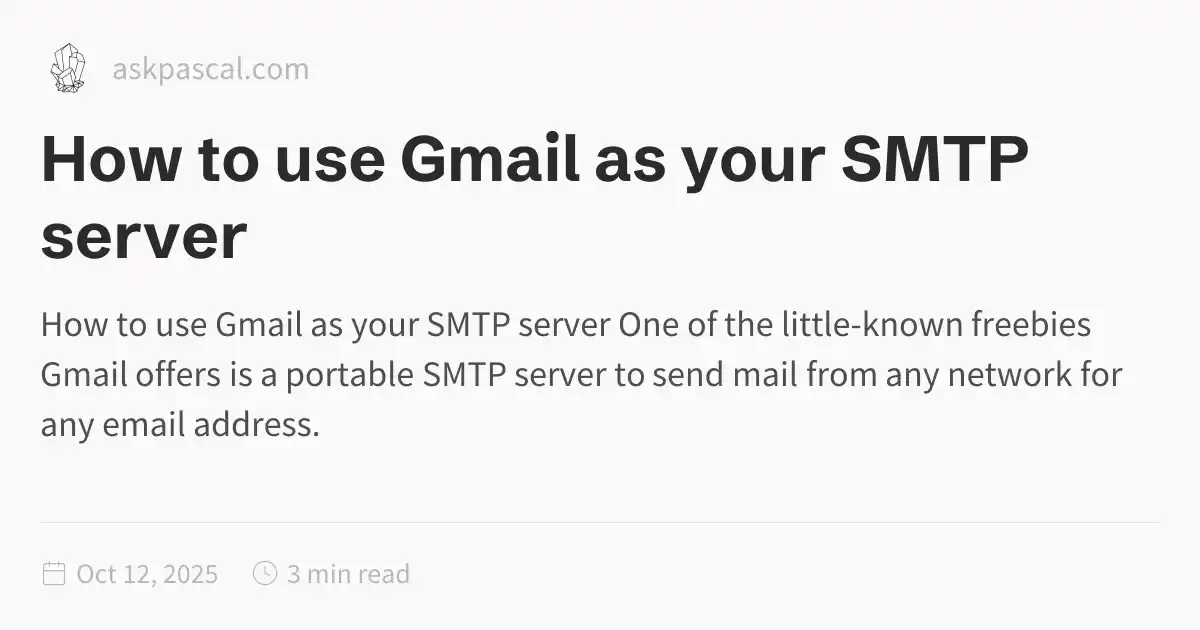 askpascal.com
How to use Gmail as your SMTP
server
How to use Gmail as your SMTP server One of the little-known freebies
Gmail offers is a portable SMTP server to send mail from any network for
any email address.
Oct 12, 2025 3 min read